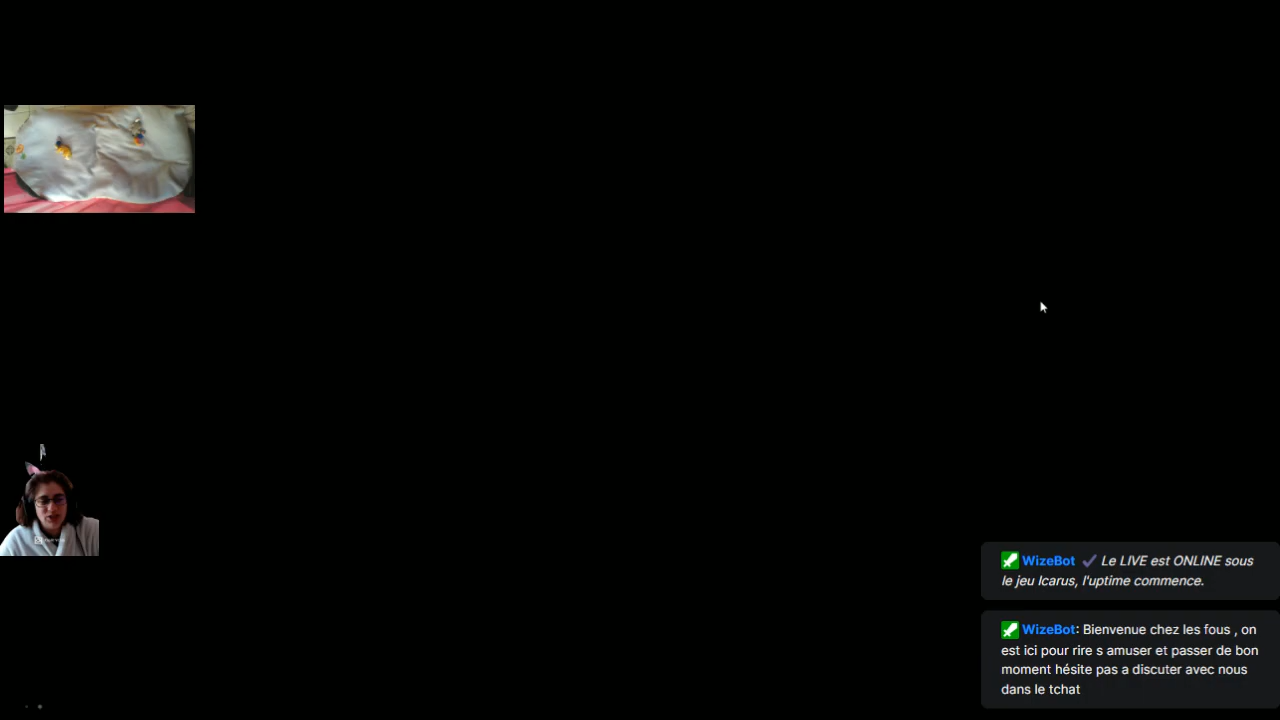 WizeBot ✔ Le LIVE est ONLINE sous
le jeu Icarus, l'uptime commence.
WizeBot: Bienvenue chez les fous , on
est ici pour rire s amuser et passer de bon
moment hésite pas a discuter avec nous
dans le tchat